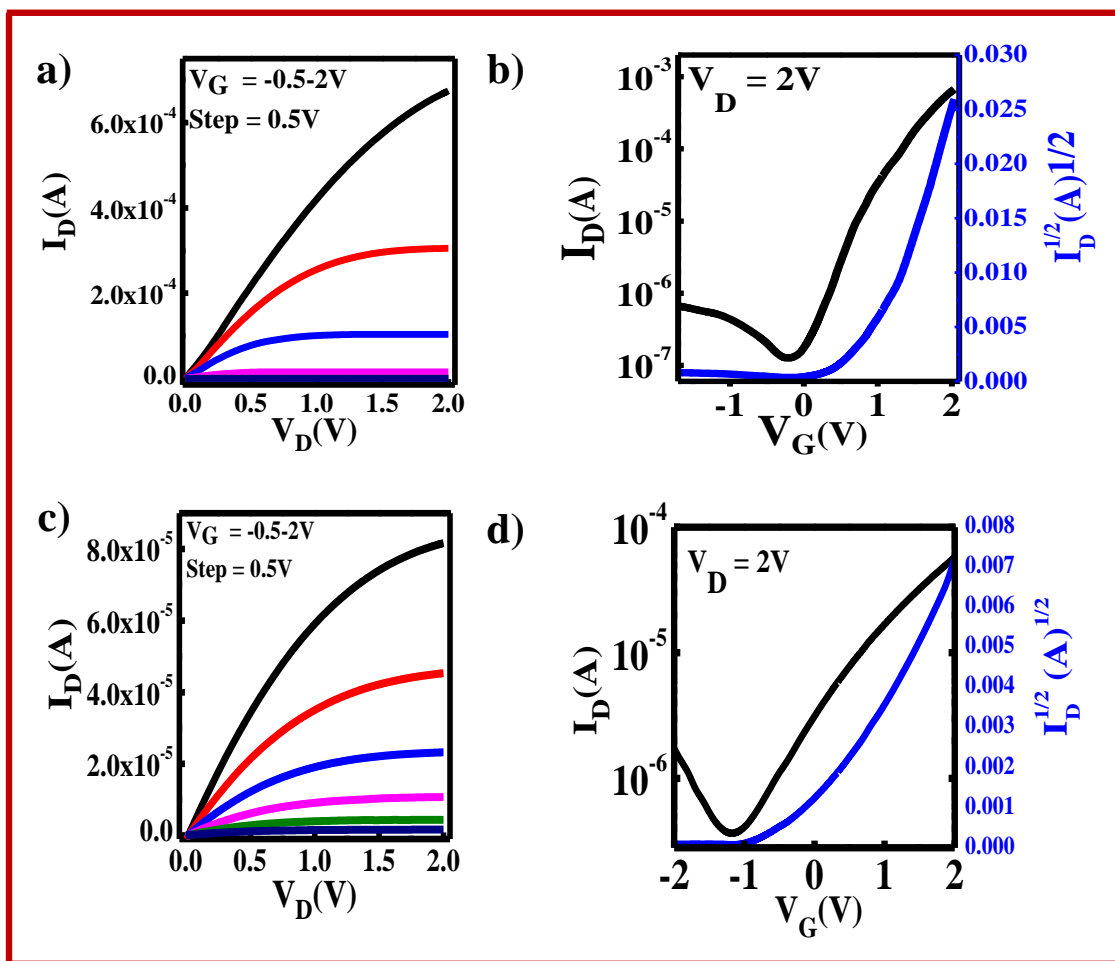 a)
V_G = -0.5-2V
Step = 0.5V
6.0x10^-4
4.0x10^-4
2.0x10^-4
0.0
I_D(A)
0.0 0.5 1.0 1.5 2.0
V_D(V)
b)
V_D = 2V
10^-3
10^-4
10^-5
10^-6
10^-7
I_D(A)
-1 0 1 2
V_G(V)
0.030
0.025
0.020
0.015
0.010
0.005
0.000
I_D^1/2(A)1/2
c)
V_G = -0.5-2V
Step = 0.5V
8.0x10^-5
6.0x10^-5
4.0x10^-5
2.0x10^-5
0.0
I_D(A)
0.0 0.5 1.0 1.5 2.0
V_D(V)
d)
V_D = 2V
10^-4
10^-5
10^-6
I_D(A)
-2 -1 0 1 2
V_G(V)
0.008
0.007
0.006
0.005
0.004
0.003
0.002
0.001
0.000
I_D^1/2 (A)^1/2